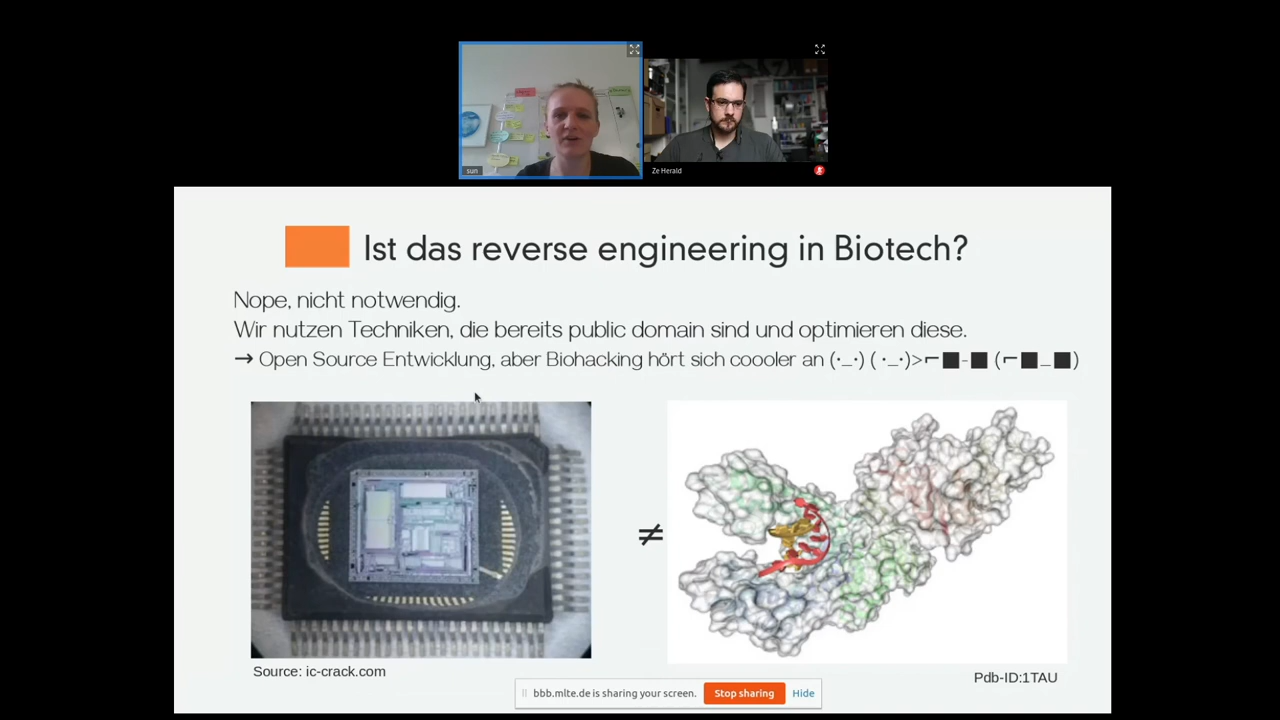 sun
Ze Herald
Ist das reverse engineering in Biotech?
Nope, nicht notwendig.
Wir nutzen Techniken, die bereits public domain sind und optimieren diese.
→ Open Source Entwicklung, aber Biohacking hört sich coooler an (·_·) ( ·_·)>⌐■-■ (⌐■_■)
≠
Source: ic-crack.com
Pdb-ID:1TAU
bbb.mlte.de is sharing your screen. Stop sharing Hide